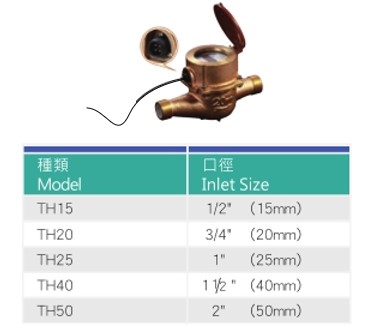 種類 口徑
Model Inlet Size
TH15 1/2" (15mm)
TH20 3/4" (20mm)
TH25 1" (25mm)
TH40 1 1/2 " (40mm)
TH50 2" (50mm)